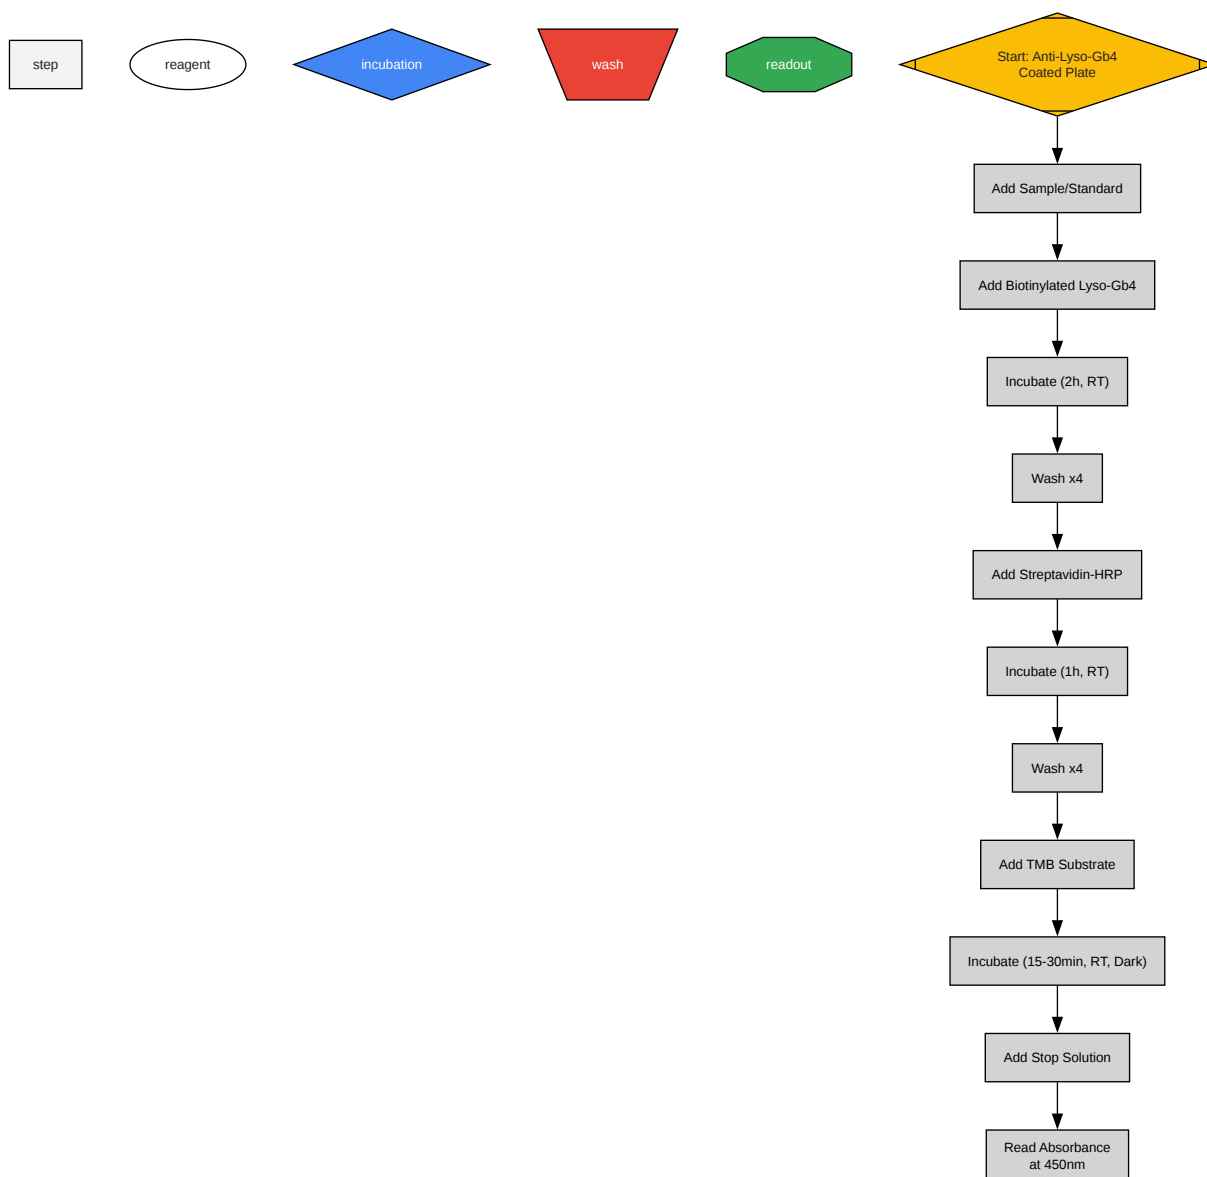 step
reagent
incubation
wash
readout
Start: Anti-Lyso-Gb4
Coated Plate
Add Sample/Standard
Add Biotinylated Lyso-Gb4
Incubate (2h, RT)
Wash x4
Add Streptavidin-HRP
Incubate (1h, RT)
Wash x4
Add TMB Substrate
Incubate (15-30min, RT, Dark)
Add Stop Solution
Read Absorbance
at 450nm